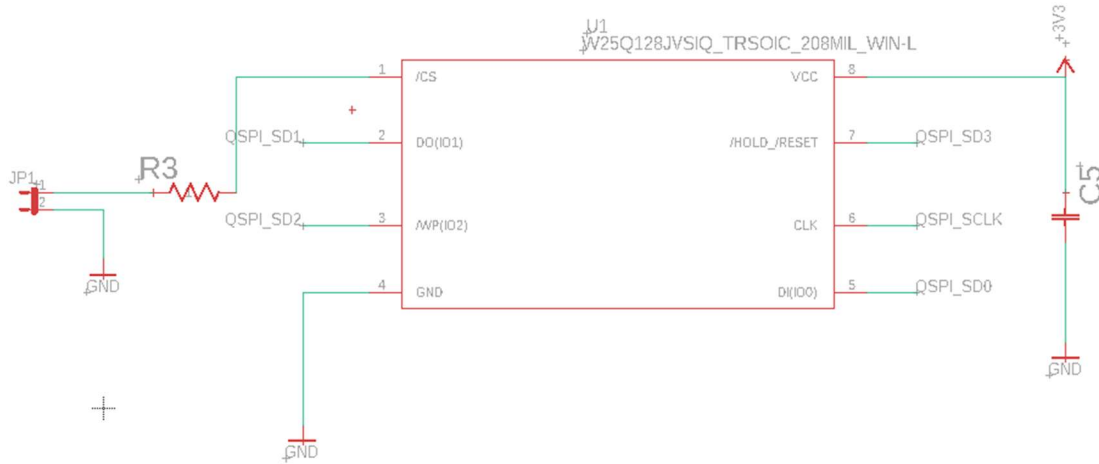 U1
W25Q128JVSIQ_TRSOIC_208MIL_WIN-L
+3V3
1 /CS
VCC 8
QSPI_SD1 2 DO(IO1)
/HOLD_/RESET 7 QSPI_SD3
JP1
1
2
R3
QSPI_SD2 3 /WP(IO2)
CLK 6 QSPI_SCLK
C5
4 GND
DI(IO0) 5 QSPI_SD0
GND
GND
GND